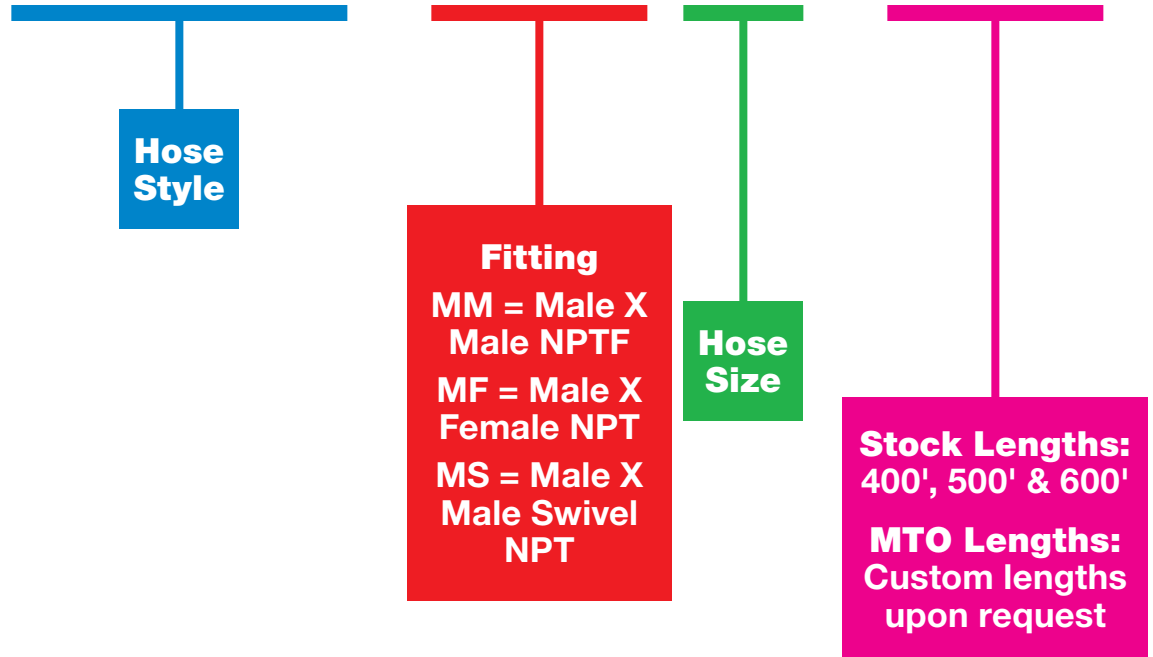 Hose
Style
Fitting
MM = Male X
Male NPTF
MF = Male X
Female NPT
MS = Male X
Male Swivel
NPT
Hose
Size
Stock Lengths:
400', 500' & 600'
MTO Lengths:
Custom lengths
upon request